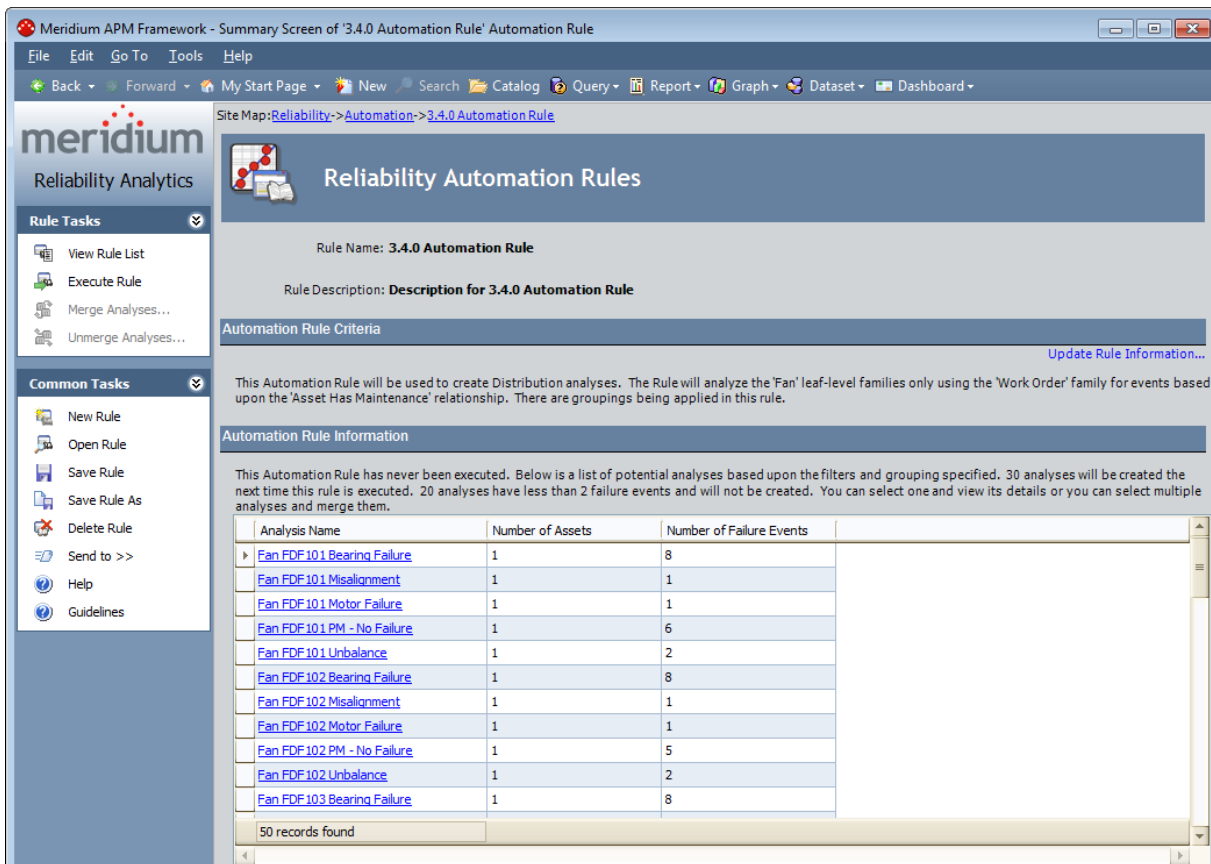 Meridium APM Framework - Summary Screen of '3.4.0 Automation Rule' Automation Rule
File Edit Go To Tools Help
Back Forward My Start Page New Search Catalog Query Report Graph Dataset Dashboard
meridium
Reliability Analytics
Rule Tasks
View Rule List
Execute Rule
Merge Analyses...
Unmerge Analyses...
Common Tasks
New Rule
Open Rule
Save Rule
Save Rule As
Delete Rule
Send to >>
Help
Guidelines
Site Map:Reliability->Automation->3.4.0 Automation Rule
Reliability Automation Rules
Rule Name: 3.4.0 Automation Rule
Rule Description: Description for 3.4.0 Automation Rule
Automation Rule Criteria
Update Rule Information...
This Automation Rule will be used to create Distribution analyses. The Rule will analyze the 'Fan' leaf-level families only using the 'Work Order' family for events based
upon the 'Asset Has Maintenance' relationship. There are groupings being applied in this rule.
Automation Rule Information
This Automation Rule has never been executed. Below is a list of potential analyses based upon the filters and grouping specified. 30 analyses will be created the
next time this rule is executed. 20 analyses have less than 2 failure events and will not be created. You can select one and view its details or you can select multiple
analyses and merge them.
Analysis Name Number of Assets Number of Failure Events
Fan FDF101 Bearing Failure 1 8
Fan FDF101 Misalignment 1 1
Fan FDF101 Motor Failure 1 1
Fan FDF101 PM - No Failure 1 6
Fan FDF101 Unbalance 1 2
Fan FDF102 Bearing Failure 1 8
Fan FDF102 Misalignment 1 1
Fan FDF102 Motor Failure 1 1
Fan FDF102 PM - No Failure 1 5
Fan FDF102 Unbalance 1 2
Fan FDF103 Bearing Failure 1 8
50 records found